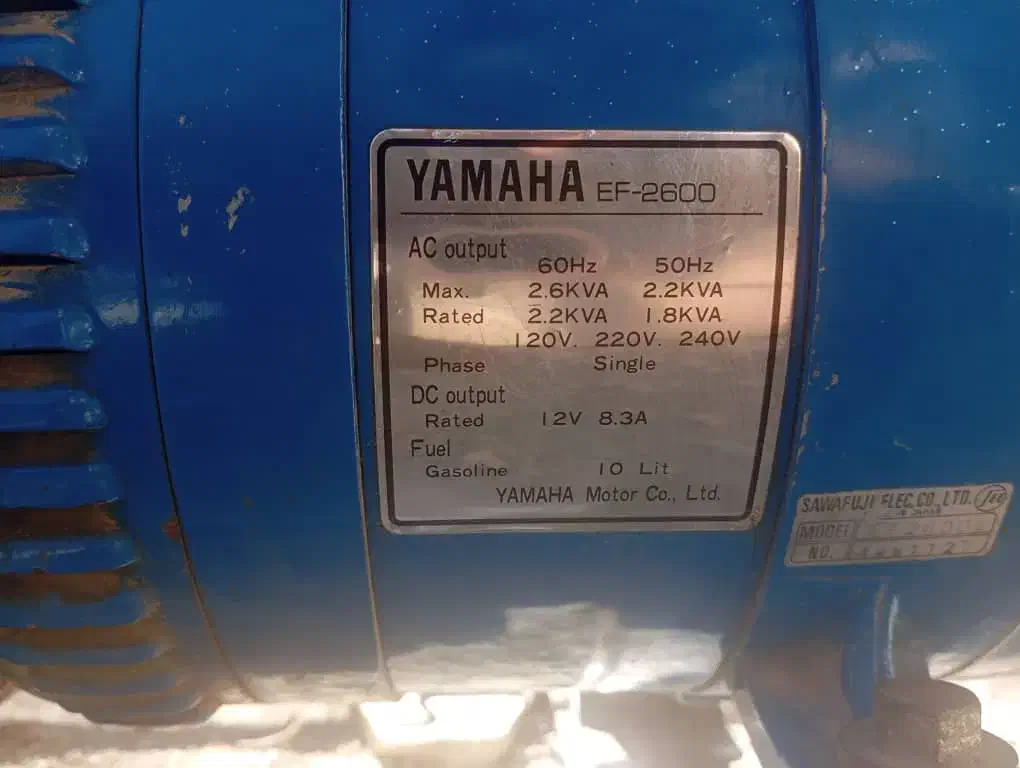 YAMAHA EF-2600
AC output
60Hz 50Hz
Max. 2.6KVA 2.2KVA
Rated 2.2KVA 1.8KVA
120V. 220V. 240V
Phase Single
DC output
Rated 12V 8.3A
Fuel
Gasoline 10 Lit
YAMAHA Motor Co., Ltd.
SAWAFUJI ELEC. CO., LTD.
MODEL
NO.